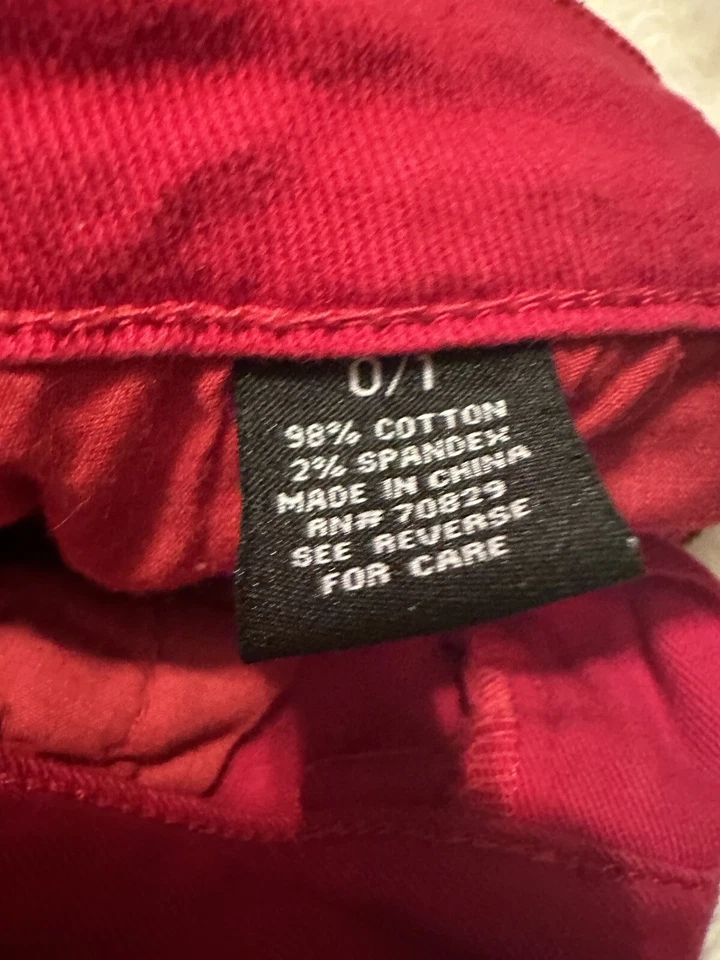 0/1
98% COTTON
2% SPANDEX
MADE IN CHINA
RN# 70829
SEE REVERSE
FOR CARE